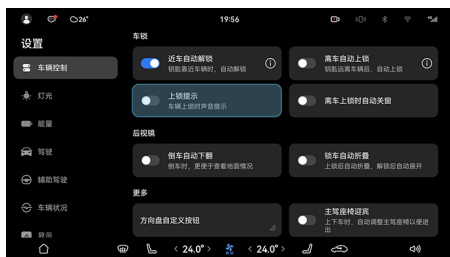 26°
19:56
设置
车锁
车辆控制
近车自动解锁
钥匙靠近车辆时，自动解锁
离车自动上锁
钥匙远离车辆后，自动上锁
灯光
上锁提示
车辆上锁时声音提示
离车上锁时自动关窗
能量
后视镜
驾驶
倒车自动下翻
倒车时，更便于查看地面情况
锁车自动折叠
上锁后自动折叠，解锁后自动展开
辅助驾驶
更多
车辆状况
方向盘自定义按钮
主驾座椅迎宾
上下车时，自动调整主驾座椅以便进
出
< 24.0° >
< 24.0° >